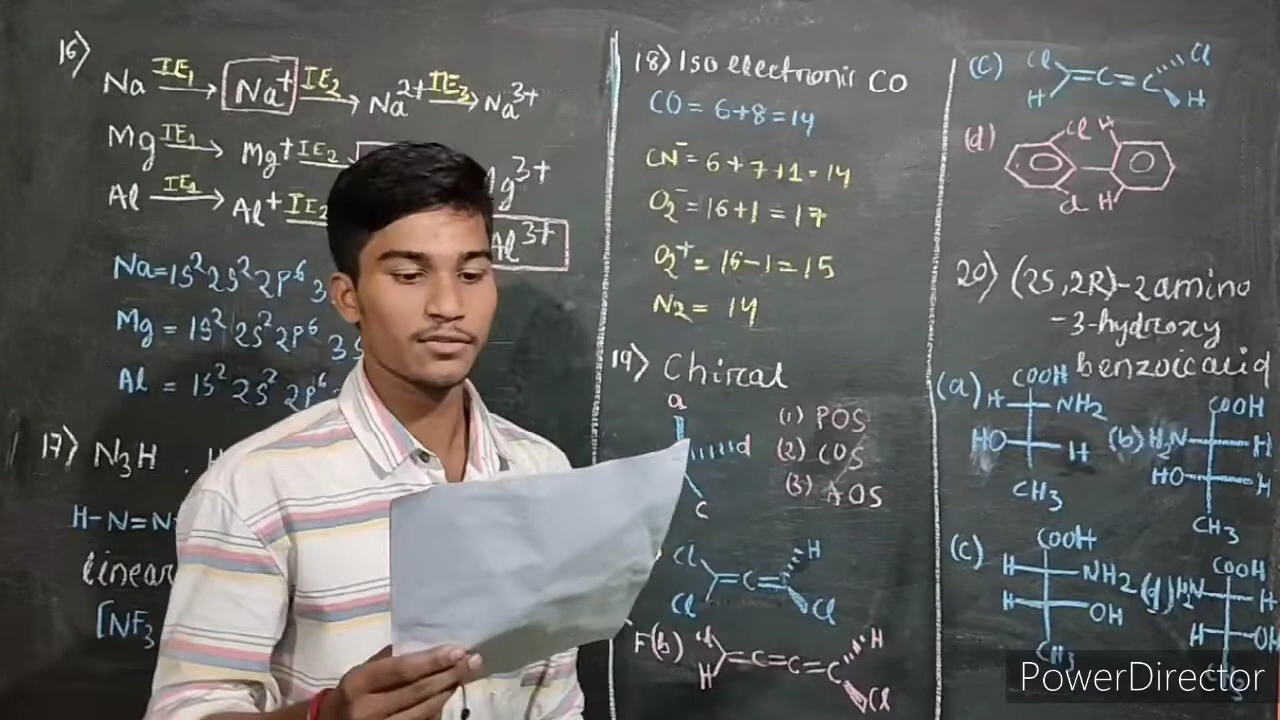 16)
Na IE₁→ Na⁺ IE₂→ Na²⁺ IE₃→ Na³⁺
Mg IE₁→ Mg⁺ IE₂ Mg³⁺
Al IE₁→ Al⁺ IE₂ Al³⁺
Na=1S² 2S² 2P⁶ 3
Mg = 1S² 2S² 2P⁶ 3S
Al = 1S² 2S² 2P⁶
17) N₃H
H-N=N
linear
[NF₃
18) Isoelectronic CO
CO = 6+8=14
CN⁻ = 6+7+1=14
O₂⁻ = 16+1=17
O₂⁺ = 16-1=15
N₂ = 14
19) Chiral
a
d
c
(1) POS
(2) COS
(3) AOS
Cl H
=C=
Cl Cl
(b) Cl H
=C=C=C
H Cl
(c) Cl Cl
=C=C
H H
(d) Cl H
Cl H
20) (2S,2R)-2amino
-3-hydroxy
benzoic acid
(a) COOH
H NH₂
HO H
CH₃
(b) COOH
H₂N H
HO H
CH₃
(c) COOH
H NH₂
H OH
CH₃
(d) COOH
H₂N H
H OH
CH₃
PowerDirector